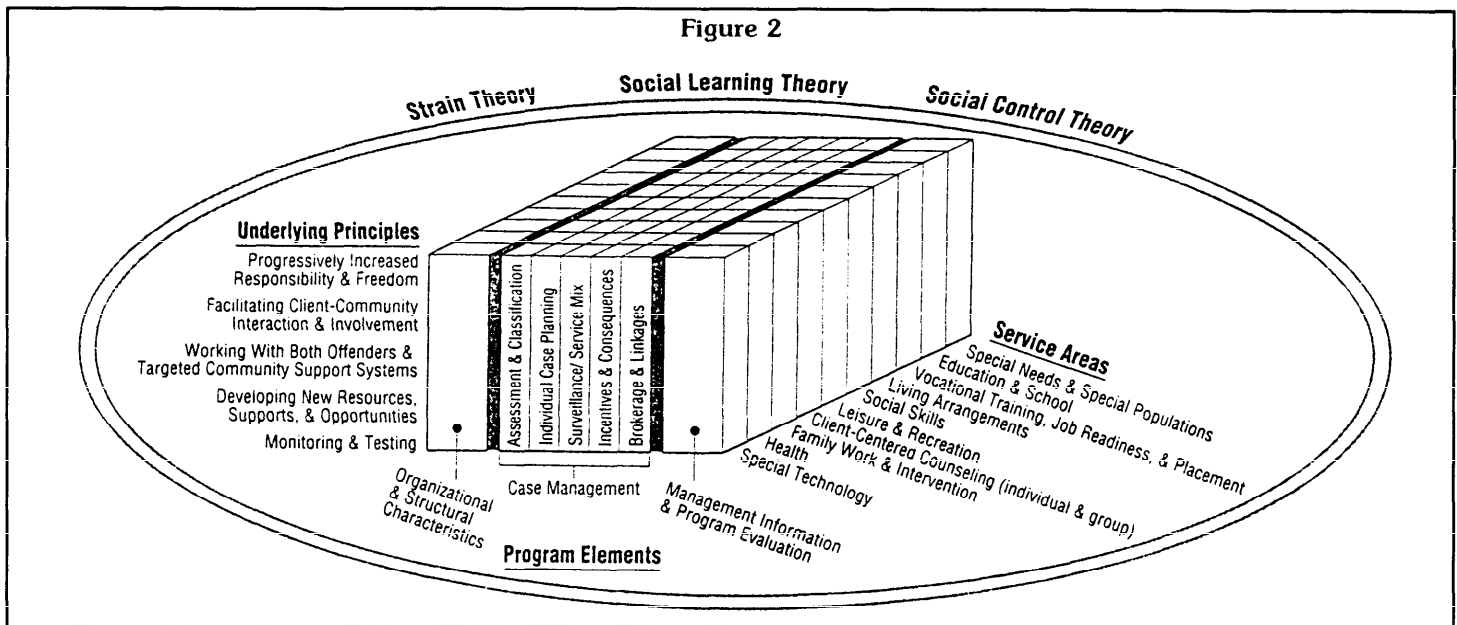 Figure 2
Strain Theory
Social Learning Theory
Social Control Theory
Underlying Principles
Progressively Increased
Responsibility & Freedom
Facilitating Client-Community
Interaction & Involvement
Working With Both Offenders &
Targeted Community Support Systems
Developing New Resources,
Supports, & Opportunities
Monitoring & Testing
Assessment & Classification
Individual Case Planning
Surveillance/ Service Mix
Incentives & Consequences
Brokerage & Linkages
Organizational
& Structural
Characteristics
Case Management
Management Information
& Program Evaluation
Program Elements
Service Areas
Special Needs & Special Populations
Education & School
Vocational Training, Job Readiness, & Placement
Living Arrangements
Social Skills
Leisure & Recreation
Client-Centered Counseling (individual & group)
Family Work & Intervention
Health
Special Technology